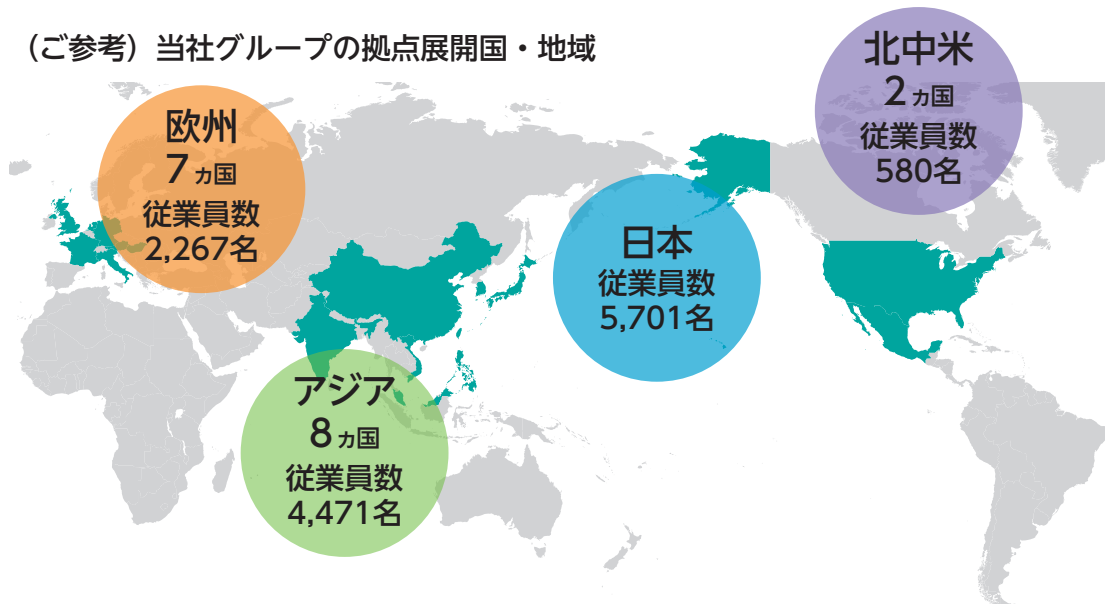 （ご参考）当社グループの拠点展開国・地域
欧州
7ヵ国
従業員数
2,267名
アジア
8ヵ国
従業員数
4,471名
日本
従業員数
5,701名
北中米
2ヵ国
従業員数
580名